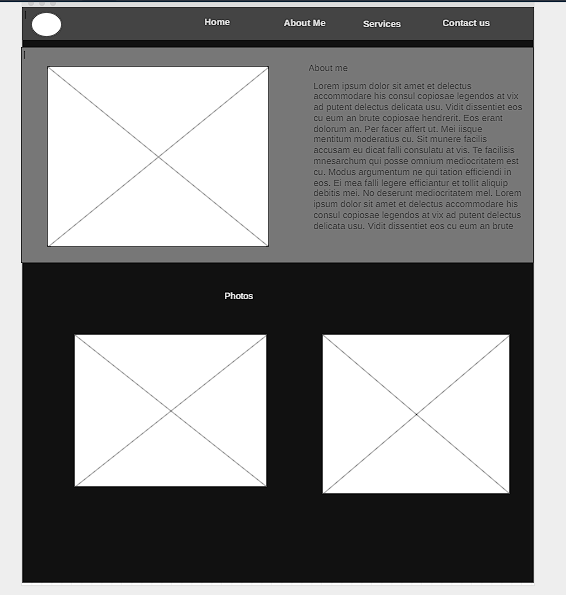 Home About Me Services Contact us
About me
Lorem ipsum dolor sit amet et delectus
accommodare his consul copiosae legendos at vix
ad putent delectus delicata usu. Vidit dissentiet eos
cu eum an brute copiosae hendrerit. Eos erant
dolorum an. Per facer affert ut. Mei iisque
mentitum moderatius cu. Sit munere facilis
accusam eu dicat falli consulatu at vis. Te facilisis
mnesarchum qui posse omnium mediocritatem est
cu. Modus argumentum ne qui tation efficiendi in
eos. Ei mea falli legere efficiantur et tollit aliquip
debitis mei. No deserunt mediocritatem mel. Lorem
ipsum dolor sit amet et delectus accommodare his
consul copiosae legendos at vix ad putent delectus
delicata usu. Vidit dissentiet eos cu eum an brute
Photos